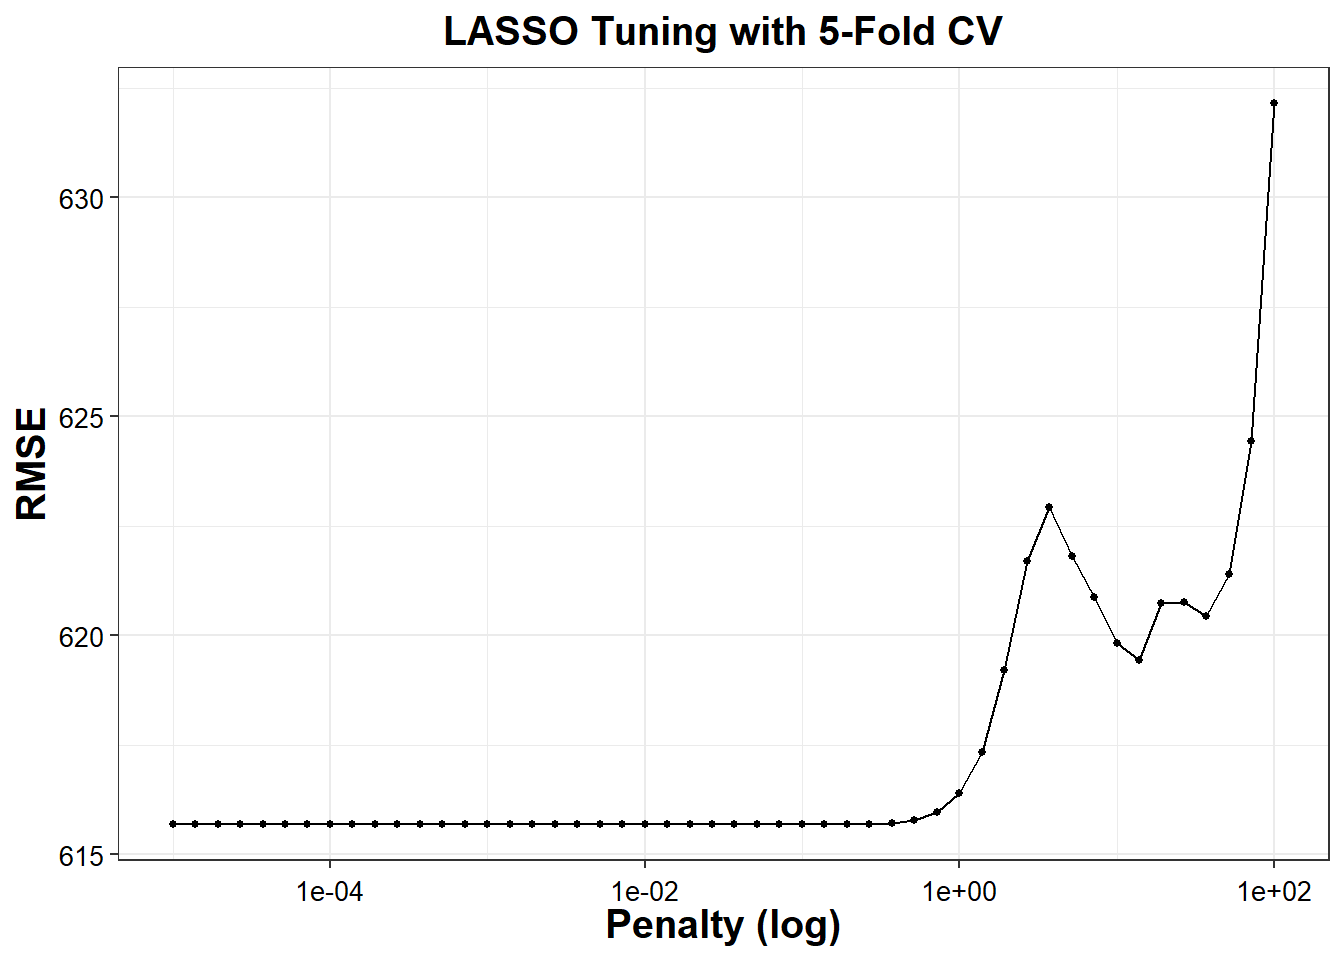 LASSO Tuning with 5-Fold CV
RMSE
630
625
620
615
1e-04
1e-02
1e+00
1e+02
Penalty (log)